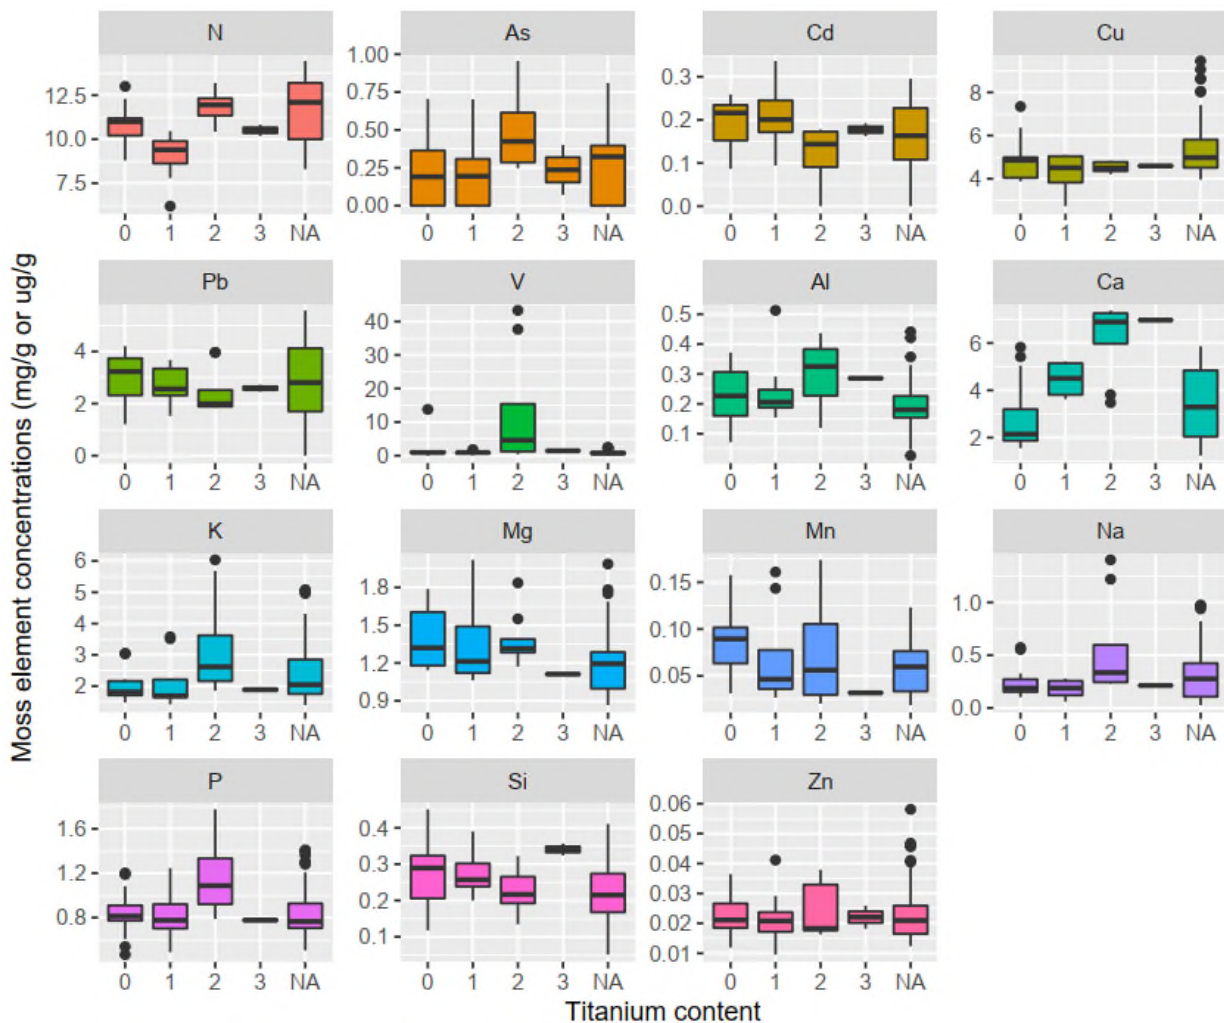 N As Cd Cu
12.5 10.0 7.5
1.00 0.75 0.50 0.25 0.00
0.3 0.2 0.1 0.0
8 6 4
0 1 2 3 NA 0 1 2 3 NA 0 1 2 3 NA 0 1 2 3 NA
Pb V Al Ca
4 2 0
40 30 20 10 0
0.5 0.4 0.3 0.2 0.1
6 4 2
0 1 2 3 NA 0 1 2 3 NA 0 1 2 3 NA 0 1 2 3 NA
Moss element concentrations (mg/g or ug/g
K Mg Mn Na
6 5 4 3 2
1.8 1.5 1.2 0.9
0.15 0.10 0.05
1.0 0.5 0.0
0 1 2 3 NA 0 1 2 3 NA 0 1 2 3 NA 0 1 2 3 NA
P Si Zn
1.6 1.2 0.8
0.4 0.3 0.2 0.1
0.06 0.05 0.04 0.03 0.02 0.01
0 1 2 3 NA 0 1 2 3 NA 0 1 2 3 NA
Titanium content